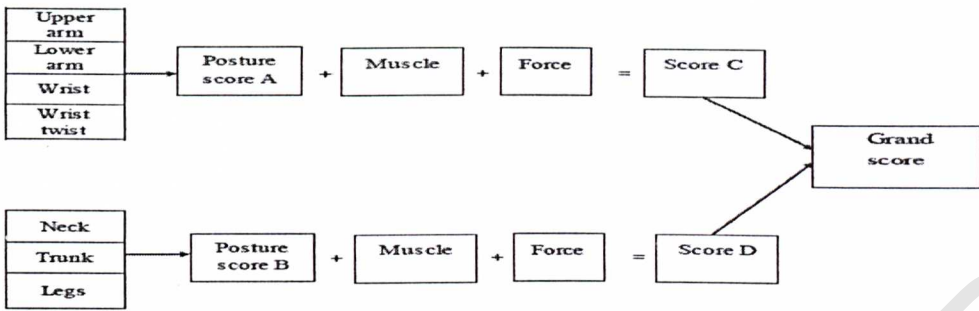 Upper
arm
Lower
arm
Wrist
Wrist
twist
Posture
score A
+
Muscle
+
Force
=
Score C
Grand
score
Neck
Trunk
Legs
Posture
score B
+
Muscle
+
Force
=
Score D